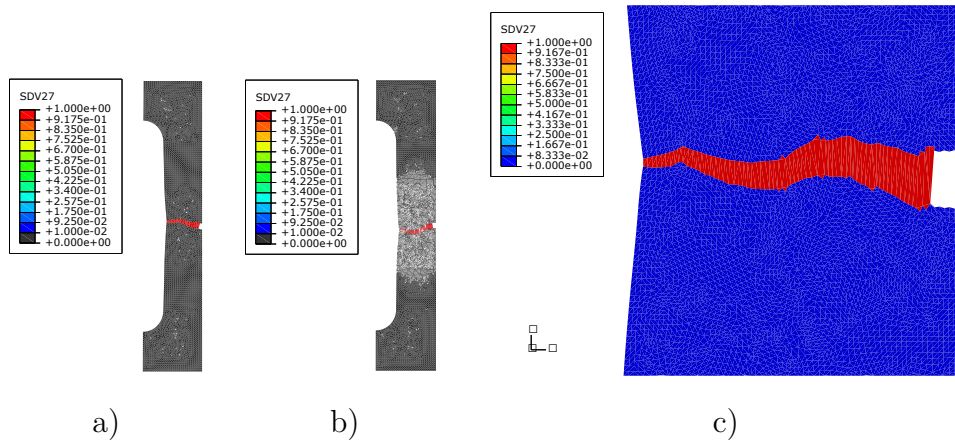 SDV27
+1.000e+00
+9.175e-01
+8.350e-01
+7.525e-01
+6.700e-01
+5.875e-01
+5.050e-01
+4.225e-01
+3.400e-01
+2.575e-01
+1.750e-01
+9.250e-02
+1.000e-02
+0.000e+00
SDV27
+1.000e+00
+9.175e-01
+8.350e-01
+7.525e-01
+6.700e-01
+5.875e-01
+5.050e-01
+4.225e-01
+3.400e-01
+2.575e-01
+1.750e-01
+9.250e-02
+1.000e-02
+0.000e+00
SDV27
+1.000e+00
+9.167e-01
+8.333e-01
+7.500e-01
+6.667e-01
+5.833e-01
+5.000e-01
+4.167e-01
+3.333e-01
+2.500e-01
+1.667e-01
+8.333e-02
+0.000e+00
a)
b)
c)